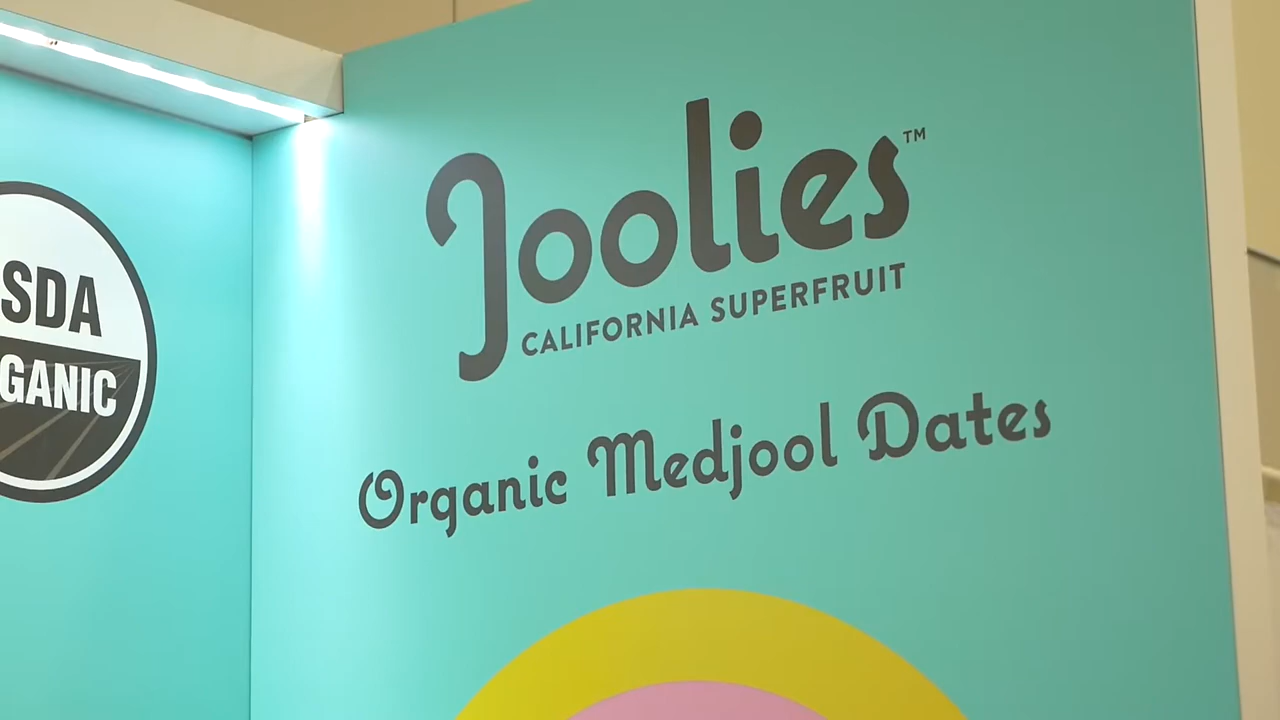 SDA
GANIC
Joolies™
CALIFORNIA SUPERFRUIT
Organic Medjool Dates